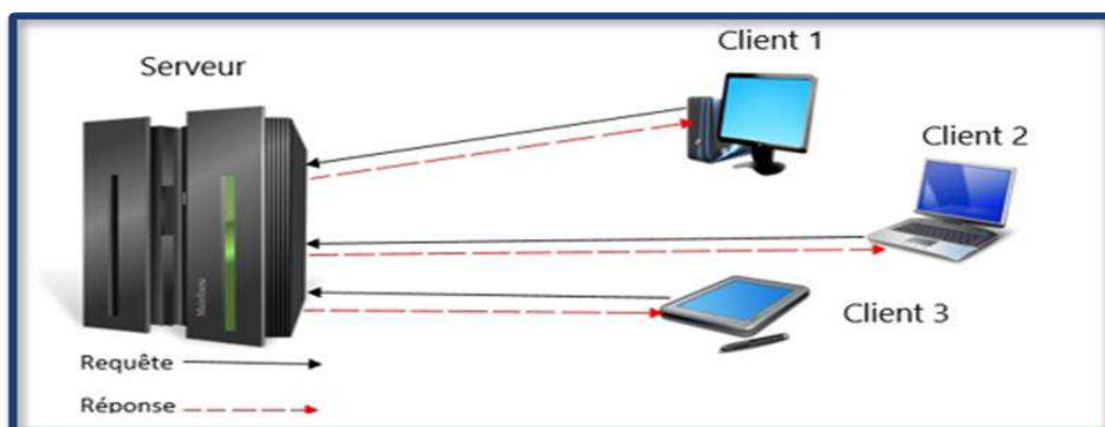 Client 1
Serveur
Client 2
Client 3
Requête
Réponse